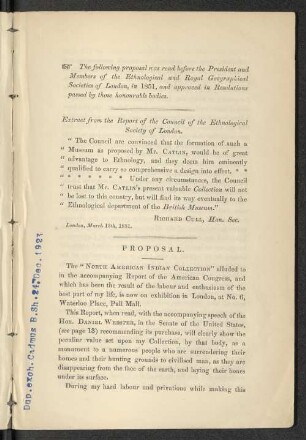 The following proposal was read before the President and
Members of the Ethnological and Royal Geographical
Societies of London, in 1851, and approved in Resolutions
passed by those honourable bodies.
Extract from the Report of the Council of the Ethnological
Society of London.
" The Council are convinced that the formation of such a
" Museum as proposed by MR. CATLIN, would be of great
" advantage to Ethnology, and they deem him eminently
" qualified to carry so comprehensive a design into effect. * *
" * * * * * * * Under any circumstances, the Council
" trust that MR. CATLIN'S present valuable Collection will not
" be lost to this country, but will find its way eventually to the
" Ethnological department of the British Museum."
RICHARD CULL, Hon. Sec.
London, March 19th, 1851.
PROPOSAL.
The "NORTH AMERICAN INDIAN COLLECTION" alluded to
in the accompanying Report of the American Congress, and
which has been the result of the labour and enthusiasm of the
best part of my life, is now on exhibition in London, at No. 6,
Waterloo Place, Pall Mall.
This Report, when read, with the accompanying speech of the
HON. DANIEL WEBSTER, in the Senate of the United States,
(see page 12) recommending its purchase, will clearly show the
peculiar value set upon my Collection, by that body, as a
monument to a numerous people who are surrendering their
homes and their hunting grounds to civilised man, as they are
disappearing from the face of the earth, and laying their bones
under its surface.
During my hard labour and privations while making this
Dup. exch. Cadmus B. Sh. 21. Dec. 1925